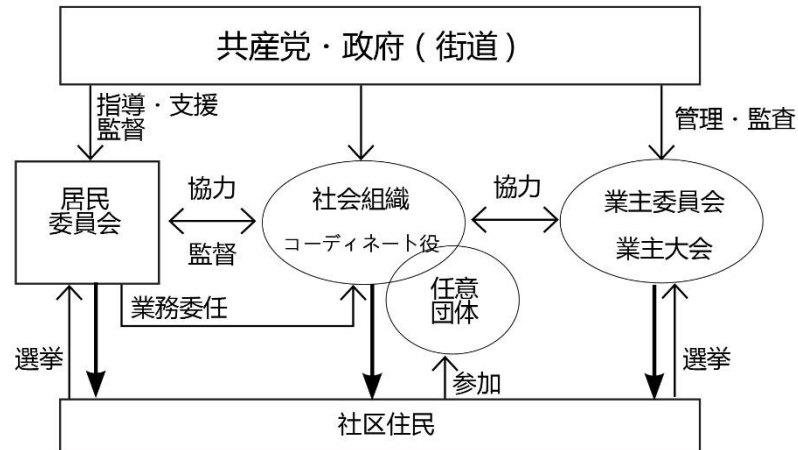 共産党・政府（街道）
指導・支援
監督
管理・監査
居民
委員会
協力
監督
社会組織
コーディネート役
協力
業主委員会
業主大会
任意
団体
業務委任
選挙
参加
選挙
社区住民